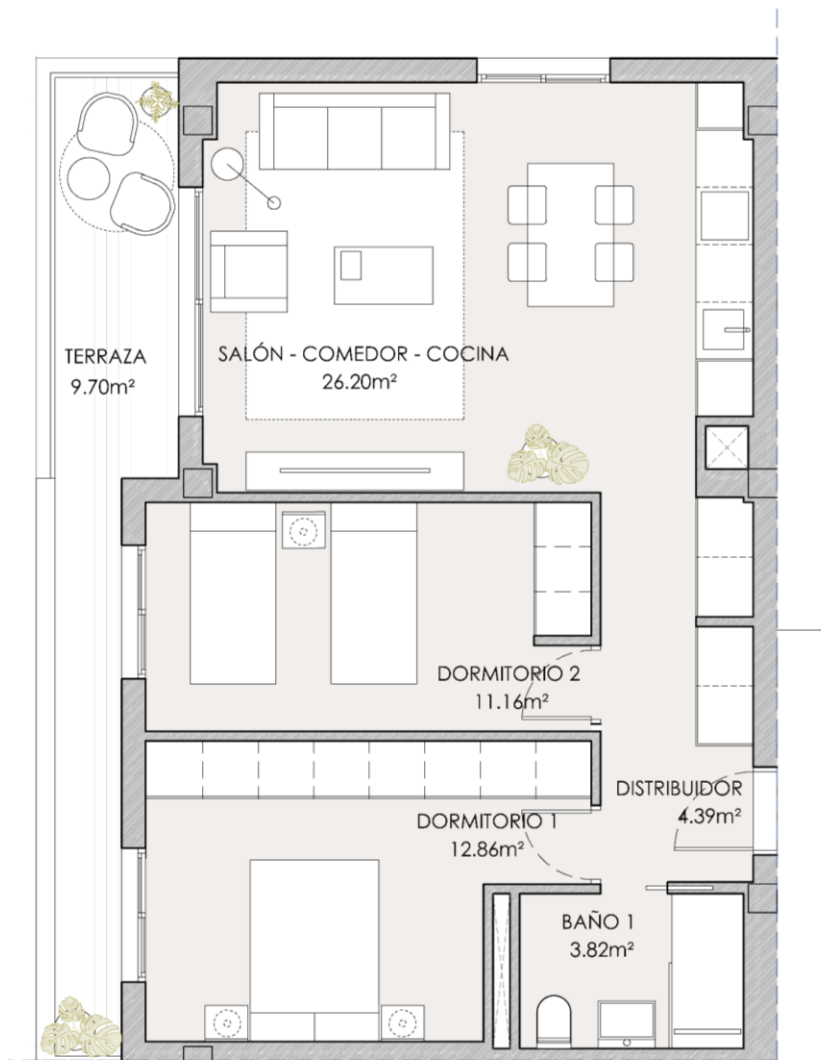 TERRAZA
9.70m²
SALÓN - COMEDOR - COCINA
26.20m²
DORMITORIO 2
11.16m²
DISTRIBUIDOR
4.39m²
DORMITORIO 1
12.86m²
BAÑO 1
3.82m²